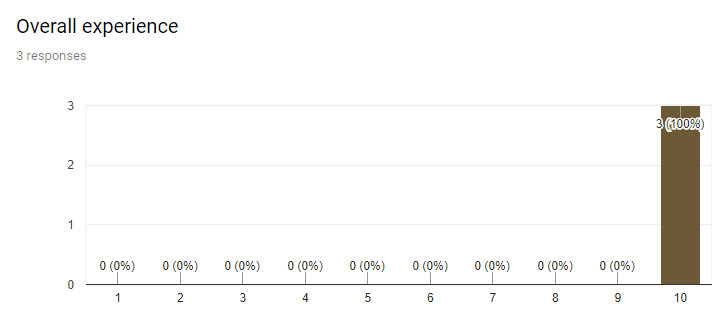 Overall experience
3 responses
3
3 (100%)
2
1
0 (0%) 0 (0%) 0 (0%) 0 (0%) 0 (0%) 0 (0%) 0 (0%) 0 (0%) 0 (0%)
0
1 2 3 4 5 6 7 8 9 10